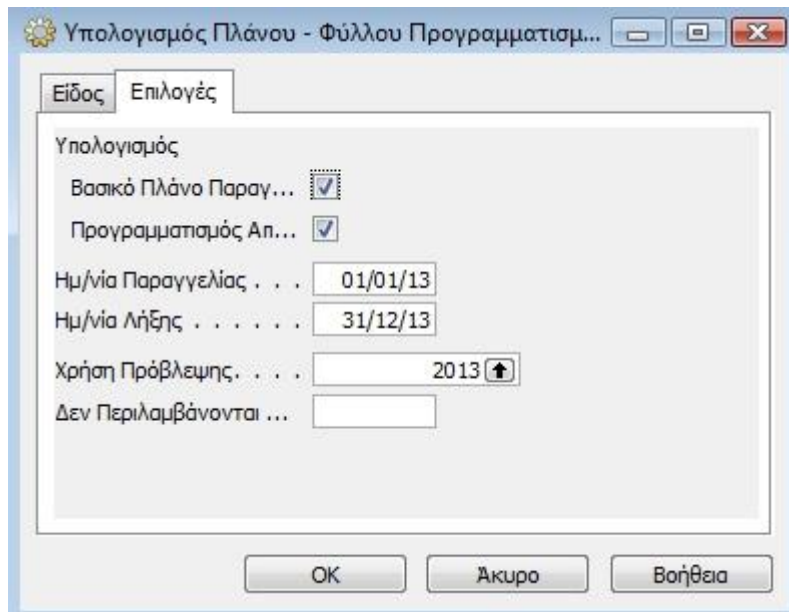 Υπολογισμός Πλάνου - Φύλλου Προγραμματισμ...
Είδος Επιλογές
Υπολογισμός
Βασικό Πλάνο Παραγ...
Προγραμματισμός Απ...
Ημ/νία Παραγγελίας . . . 01/01/13
Ημ/νία Λήξης . . . . . . 31/12/13
Χρήση Πρόβλεψης. . . . 2013
Δεν Περιλαμβάνονται ...
OK Άκυρο Βοήθεια